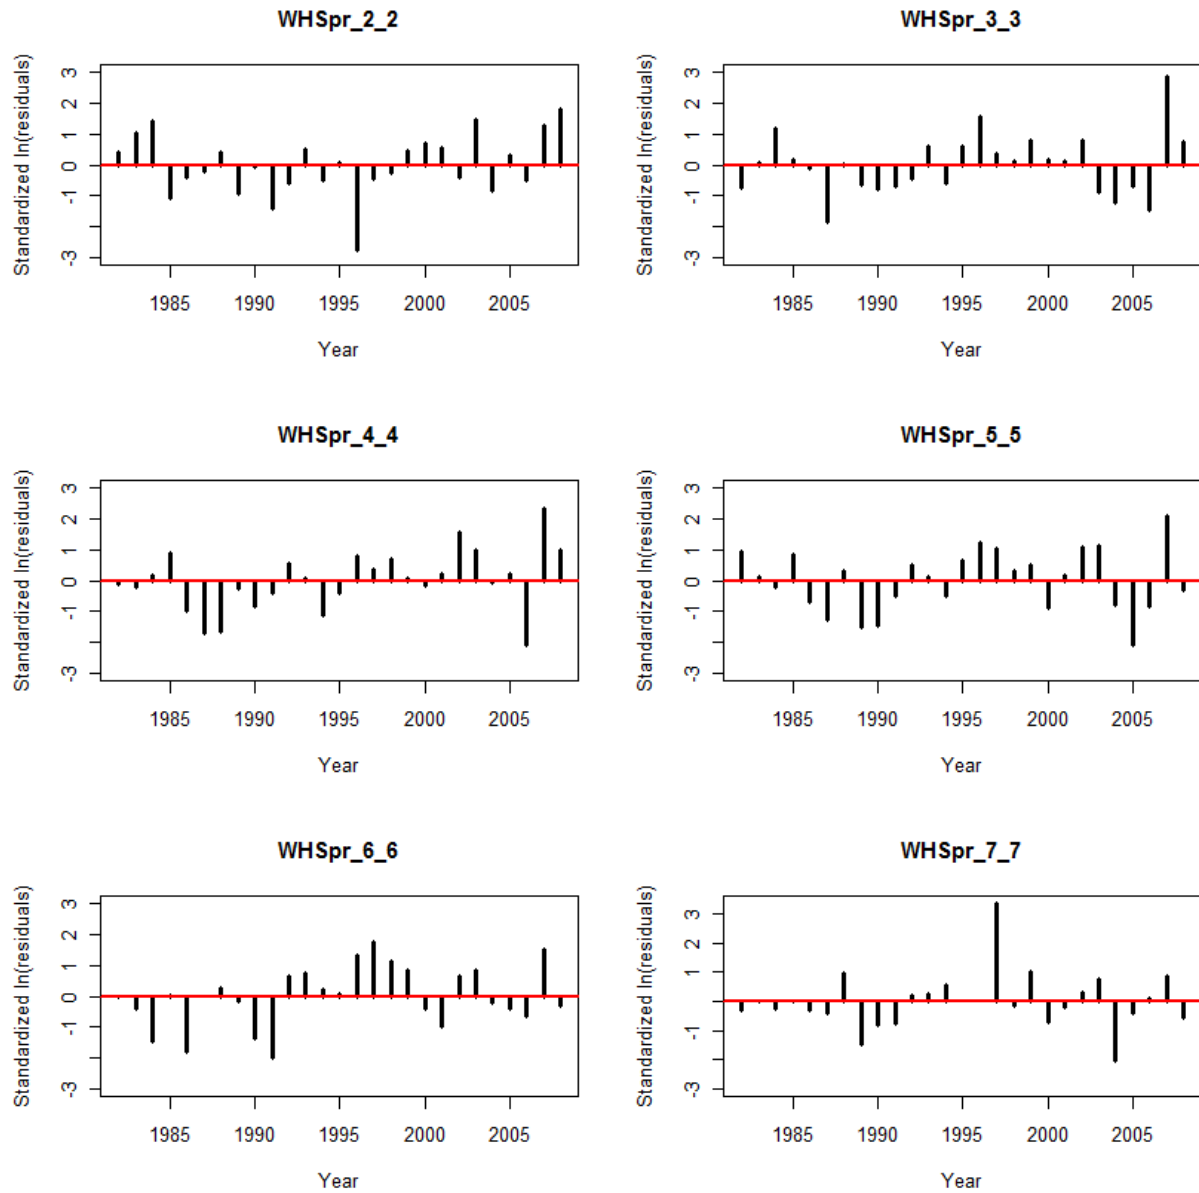 WHSpr_2_2
Standardized ln(residuals)
3
2
1
0
-1
-3
1985 1990 1995 2000 2005
Year
WHSpr_3_3
Standardized ln(residuals)
3
2
1
0
-1
-3
1985 1990 1995 2000 2005
Year
WHSpr_4_4
Standardized ln(residuals)
3
2
1
0
-1
-3
1985 1990 1995 2000 2005
Year
WHSpr_5_5
Standardized ln(residuals)
3
2
1
0
-1
-3
1985 1990 1995 2000 2005
Year
WHSpr_6_6
Standardized ln(residuals)
3
2
1
0
-1
-3
1985 1990 1995 2000 2005
Year
WHSpr_7_7
Standardized ln(residuals)
3
2
1
0
-1
-3
1985 1990 1995 2000 2005
Year